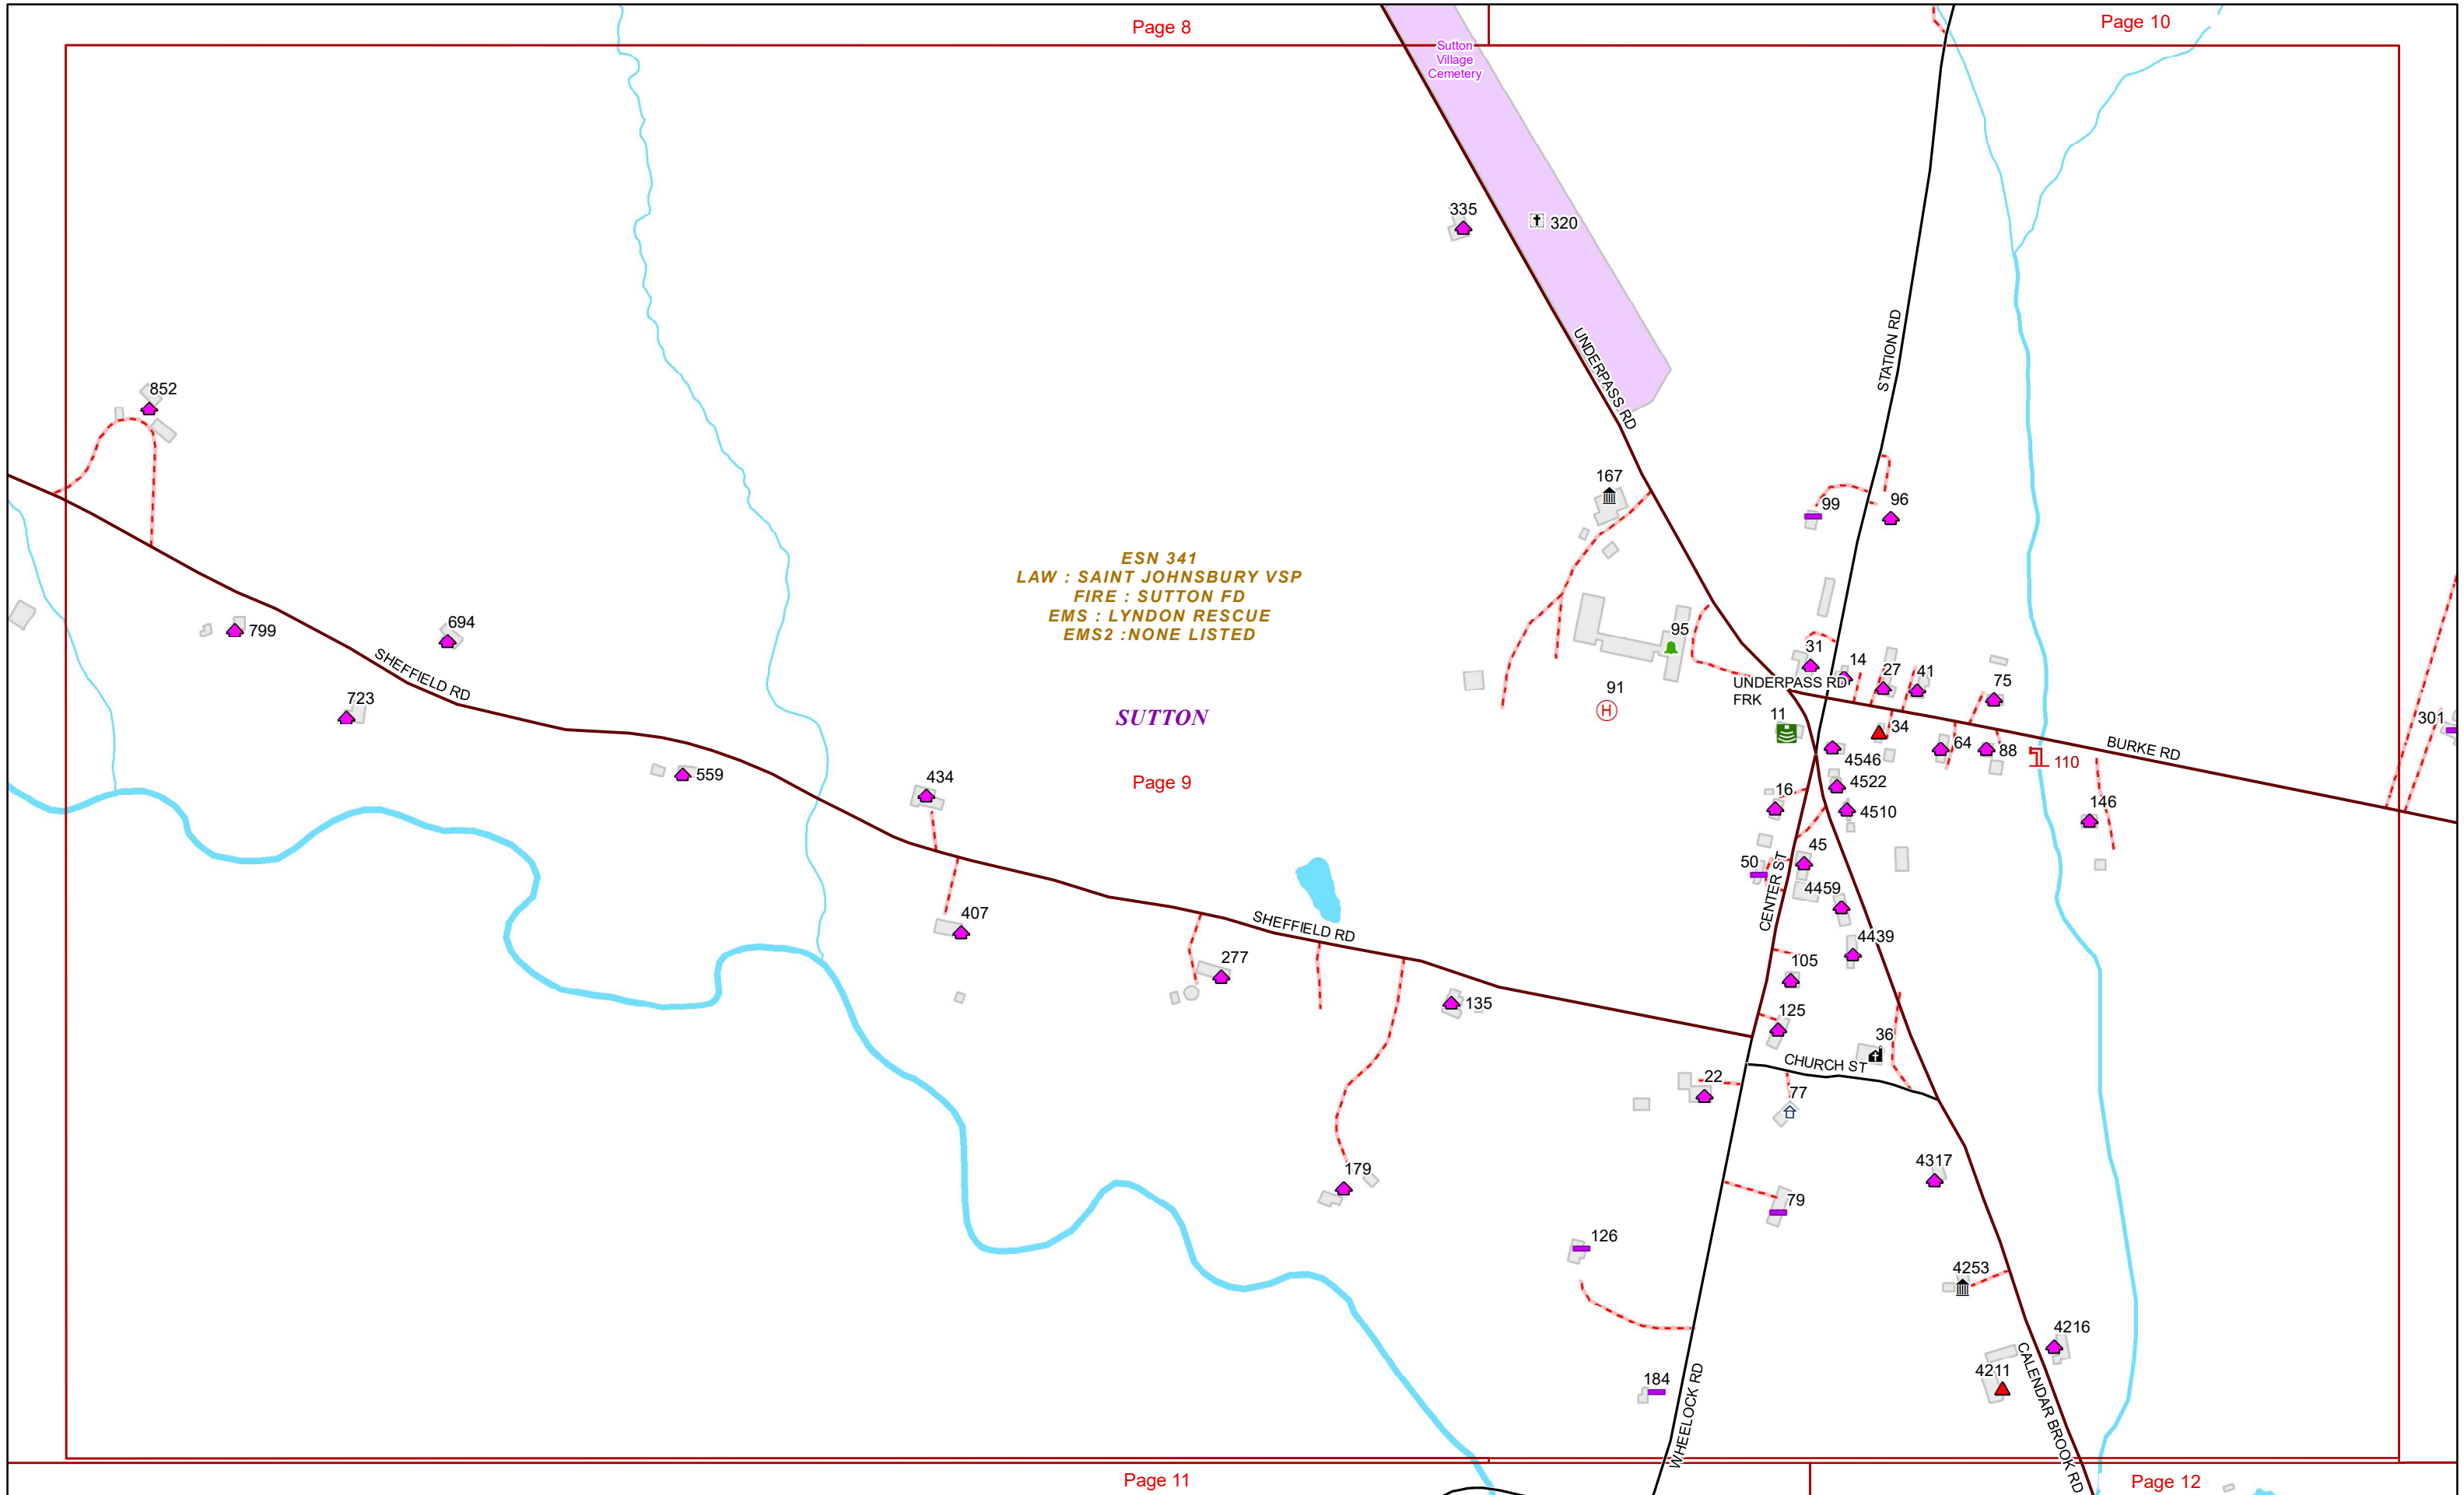 Page 8
Page 10
Sutton
Village
Cemetery
335
320
UNDERPASS RD
STATION RD
852
167
99
96
ESN 341
LAW : SAINT JOHNSBURY VSP
FIRE : SUTTON FD
EMS : LYNDON RESCUE
EMS2 :NONE LISTED
799
694
SHEFFIELD RD
723
95
31
14
27
41
75
UNDERPASS RD
FRK
91
H
11
34
301
SUTTON
64
88
110
BURKE RD
4546
559
Page 9
434
4522
16
4510
146
45
50
CENTER ST
4459
407
SHEFFIELD RD
4439
277
105
135
125
36
CHURCH ST
22
77
179
4317
79
126
4253
4216
4211
184
WHEELOCK RD
CALENDAR BROOK RD
Page 11
Page 12